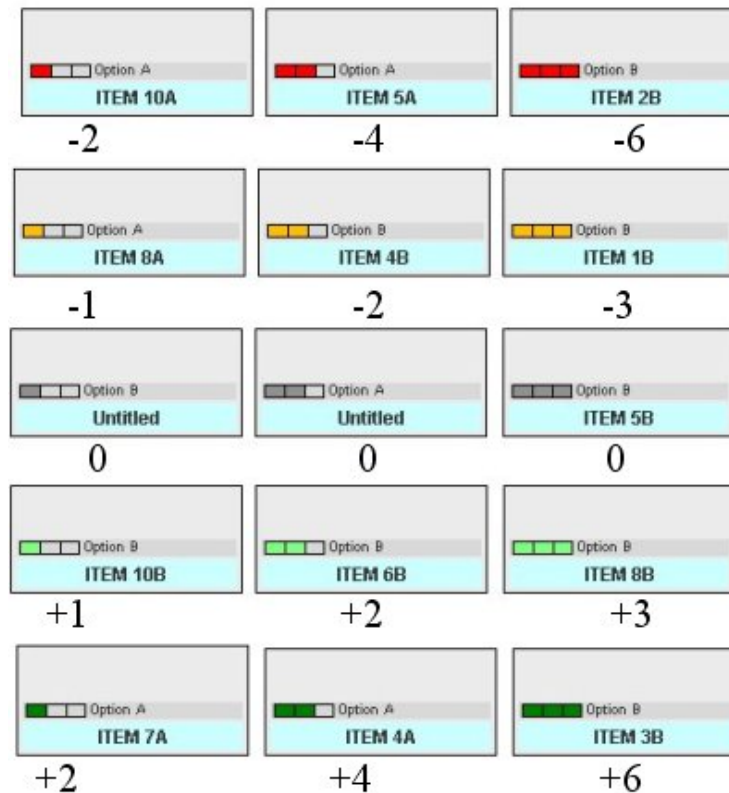 Option A Option A Option B
ITEM 10A ITEM 5A ITEM 2B
-2 -4 -6
Option A Option B Option B
ITEM 8A ITEM 4B ITEM 1B
-1 -2 -3
Option B Option A Option B
Untitled Untitled ITEM 5B
0 0 0
Option B Option B Option B
ITEM 10B ITEM 6B ITEM 8B
+1 +2 +3
Option A Option A Option B
ITEM 7A ITEM 4A ITEM 3B
+2 +4 +6